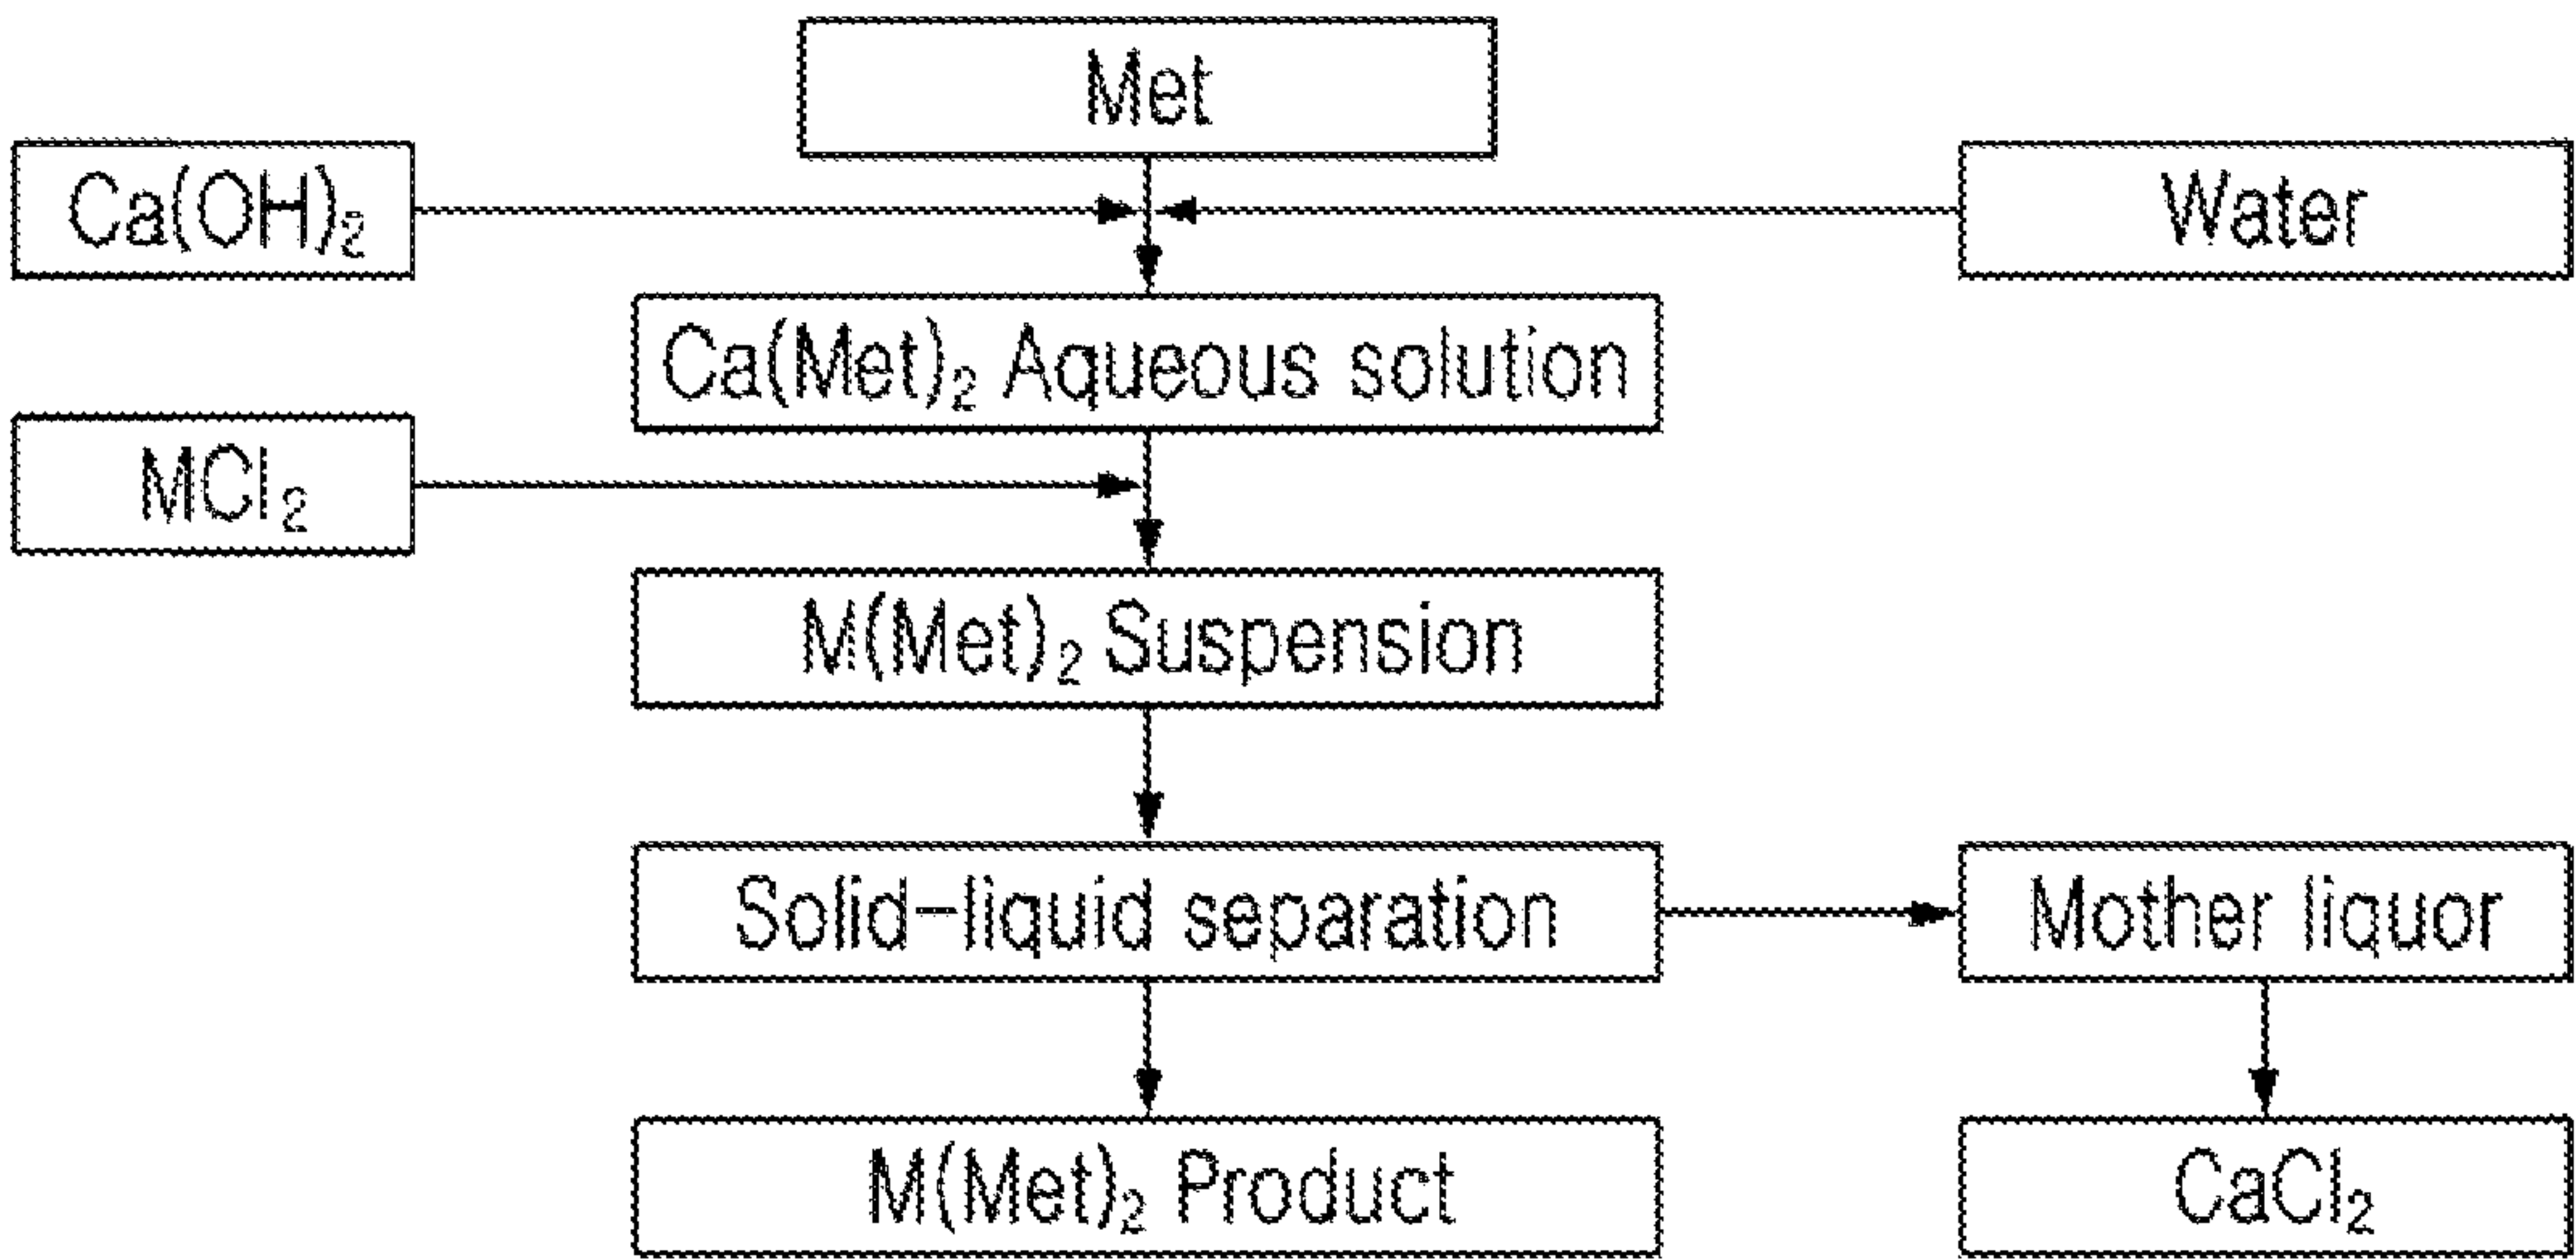 Met
Ca(OH)₂
Water
Ca(Met)₂ Aqueous solution
MCl₂
M(Met)₂ Suspension
Solid-liquid separation
Mother liquor
M(Met)₂ Product
CaCl₂